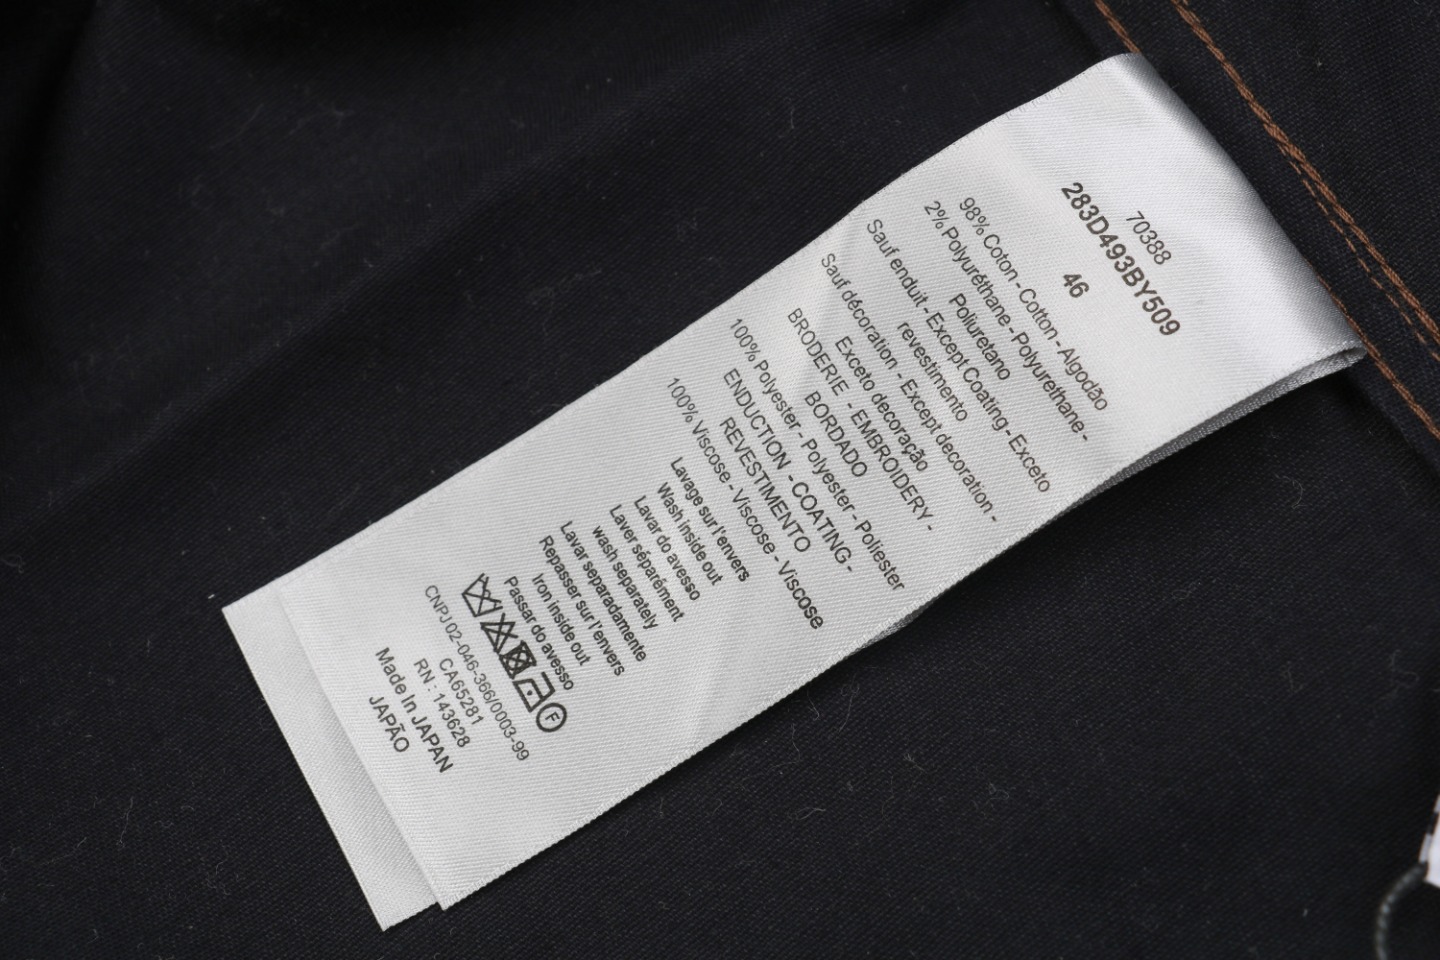 70388
283D493BY509
46
98% Coton - Cotton - Algodão
2% Polyuréthane - Polyurethane -
Poliuretano
Sauf enduit - Except Coating - Exceto
revestimento
Sauf décoration - Except decoration -
Exceto decoração
BRODERIE - EMBROIDERY -
BORDADO
100% Polyester - Polyester - Poliester
ENDUCTION - COATING -
REVESTIMENTO
100% Viscose - Viscose - Viscose
Lavage sur l'envers
Wash inside out
Lavar do avesso
Laver séparément
wash separately
Lavar separadamente
Repasser sur l'envers
Iron inside out
Passar do avesso
F
CNPJ 02-046-366/0003-99
CA65281
RN : 143628
Made In JAPAN
JAPÃO